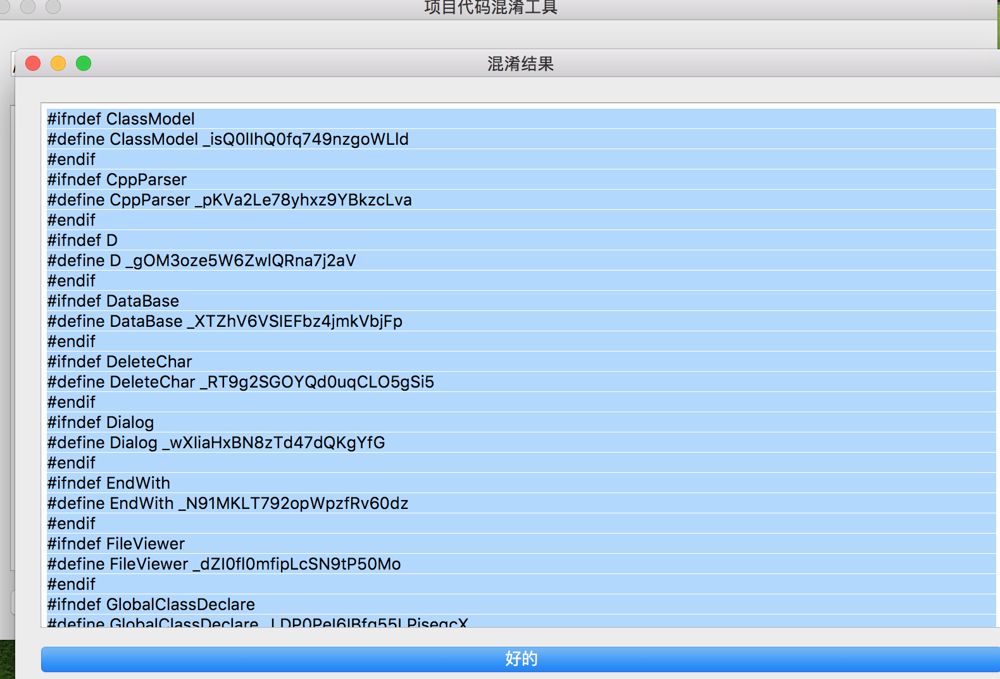 项目代码混淆工具
混淆结果
#ifndef ClassModel
#define ClassModel _isQ0lIhQ0fq749nzgoWLld
#endif
#ifndef CppParser
#define CppParser _pKVa2Le78yhxz9YBkzcLva
#endif
#ifndef D
#define D _gOM3oze5W6ZwlQRna7j2aV
#endif
#ifndef DataBase
#define DataBase _XTZhV6VSIEFbz4jmkVbjFp
#endif
#ifndef DeleteChar
#define DeleteChar _RT9g2SGOYQd0uqCLO5gSi5
#endif
#ifndef Dialog
#define Dialog _wXliaHxBN8zTd47dQKgYfG
#endif
#ifndef EndWith
#define EndWith _N91MKLT792opWpzfRv60dz
#endif
#ifndef FileViewer
#define FileViewer _dZI0fl0mfipLcSN9tP50Mo
#endif
#ifndef GlobalClassDeclare
#define GlobalClassDeclare
好的